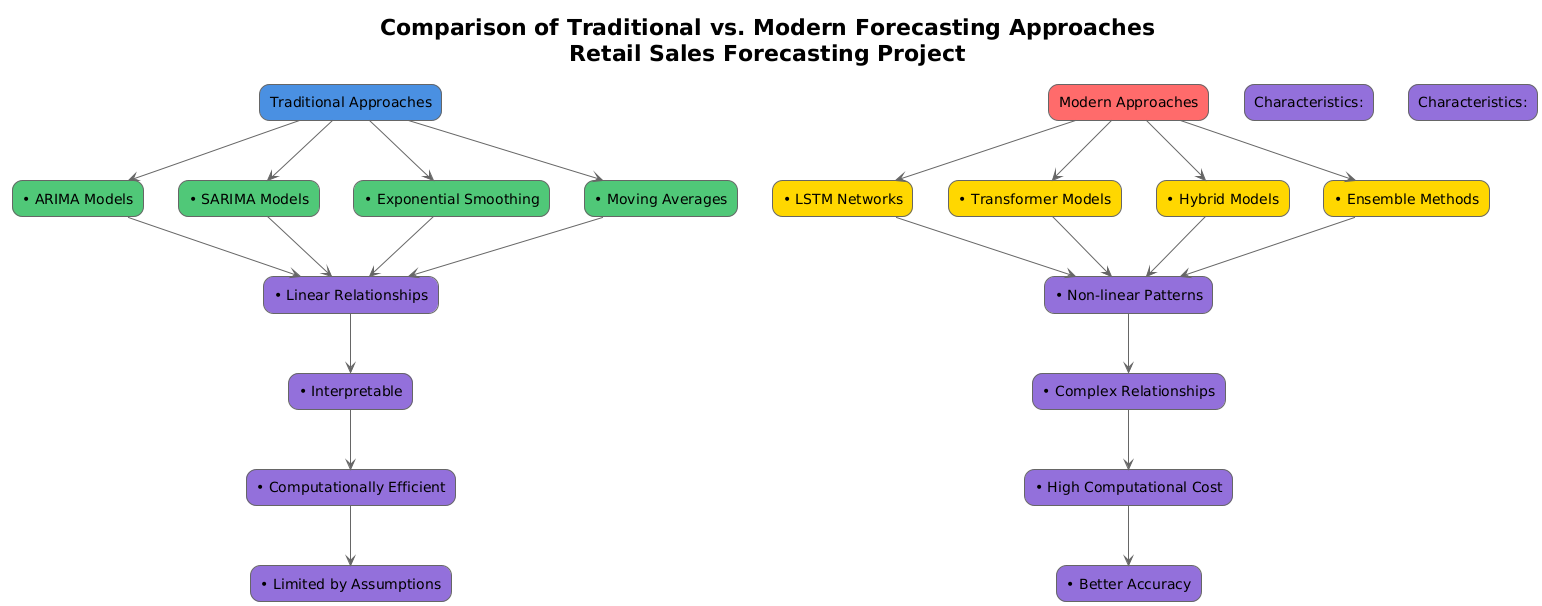 Comparison of Traditional vs. Modern Forecasting Approaches
Retail Sales Forecasting Project
Traditional Approaches
Modern Approaches
Characteristics:
Characteristics:
• ARIMA Models
• SARIMA Models
• Exponential Smoothing
• Moving Averages
• LSTM Networks
• Transformer Models
• Hybrid Models
• Ensemble Methods
• Linear Relationships
• Non-linear Patterns
• Interpretable
• Complex Relationships
• Computationally Efficient
• High Computational Cost
• Limited by Assumptions
• Better Accuracy